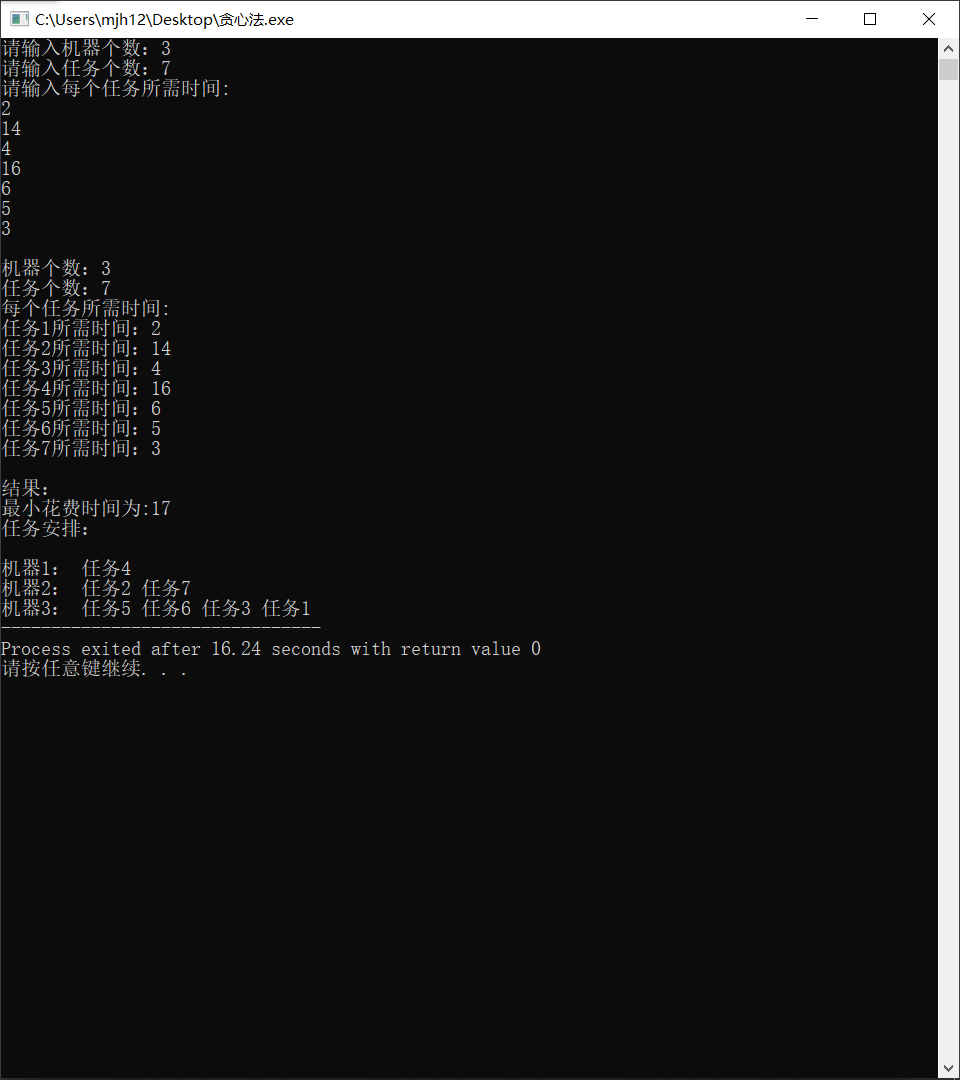 C:\Users\mjh12\Desktop\贪心法.exe
请输入机器个数：3
请输入任务个数：7
请输入每个任务所需时间:
2
14
4
16
6
5
3
机器个数：3
任务个数：7
每个任务所需时间:
任务1所需时间：2
任务2所需时间：14
任务3所需时间：4
任务4所需时间：16
任务5所需时间：6
任务6所需时间：5
任务7所需时间：3
结果：
最小花费时间为:17
任务安排：
机器1： 任务4
机器2： 任务2 任务7
机器3： 任务5 任务6 任务3 任务1
--------------------------------
Process exited after 16.24 seconds with return value 0
请按任意键继续. . .